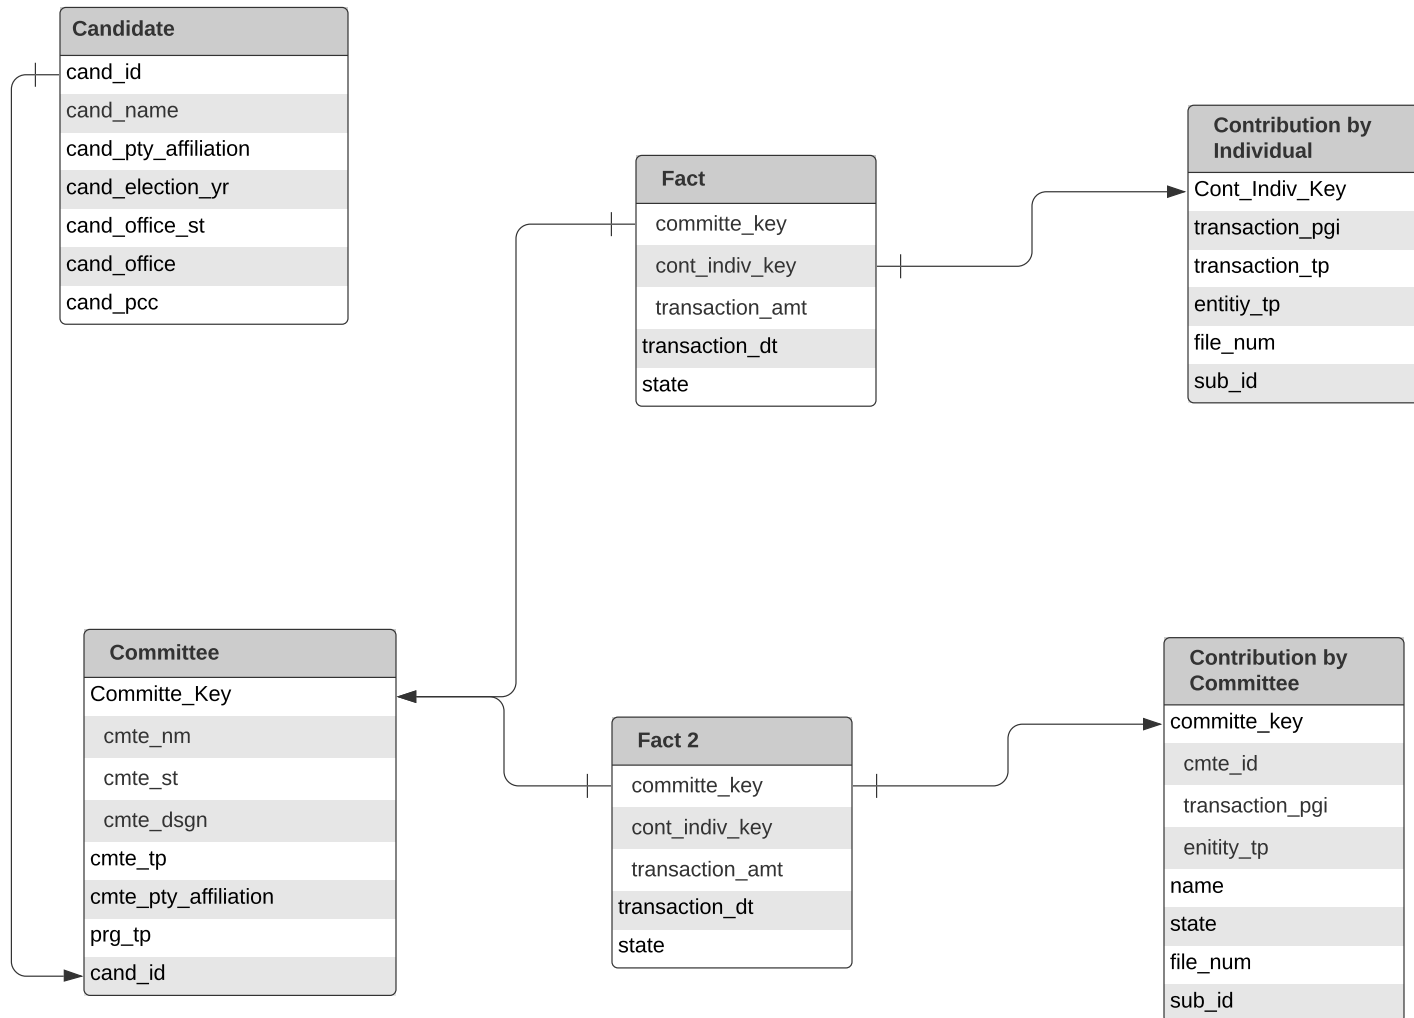 Candidate
cand_id
cand_name
cand_pty_affiliation
cand_election_yr
cand_office_st
cand_office
cand_pcc
Fact
committe_key
cont_indiv_key
transaction_amt
transaction_dt
state
Contribution by
Individual
Cont_Indiv_Key
transaction_pgi
transaction_tp
entitiy_tp
file_num
sub_id
Committee
Committe_Key
cmte_nm
cmte_st
cmte_dsgn
cmte_tp
cmte_pty_affiliation
prg_tp
cand_id
Fact 2
committe_key
cont_indiv_key
transaction_amt
transaction_dt
state
Contribution by
Committee
committe_key
cmte_id
transaction_pgi
enitity_tp
name
state
file_num
sub_id